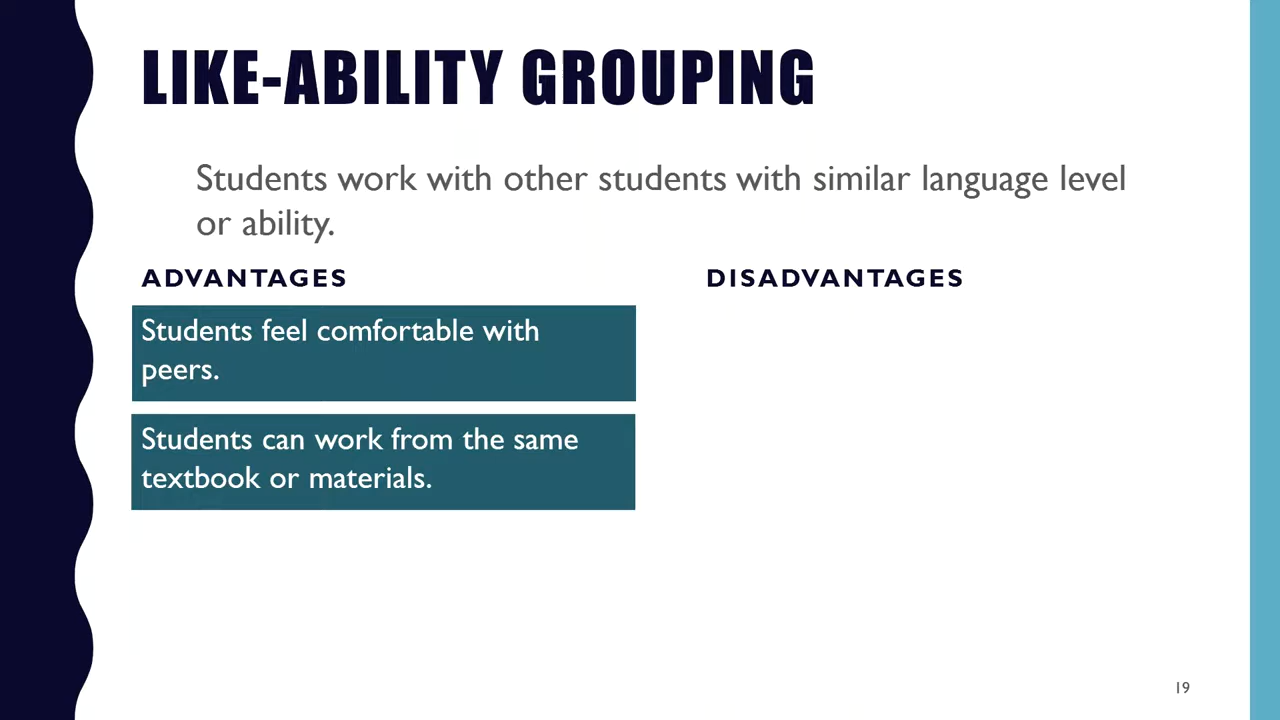 LIKE-ABILITY GROUPING
Students work with other students with similar language level
or ability.
ADVANTAGES
Students feel comfortable with
peers.
Students can work from the same
textbook or materials.
DISADVANTAGES
19